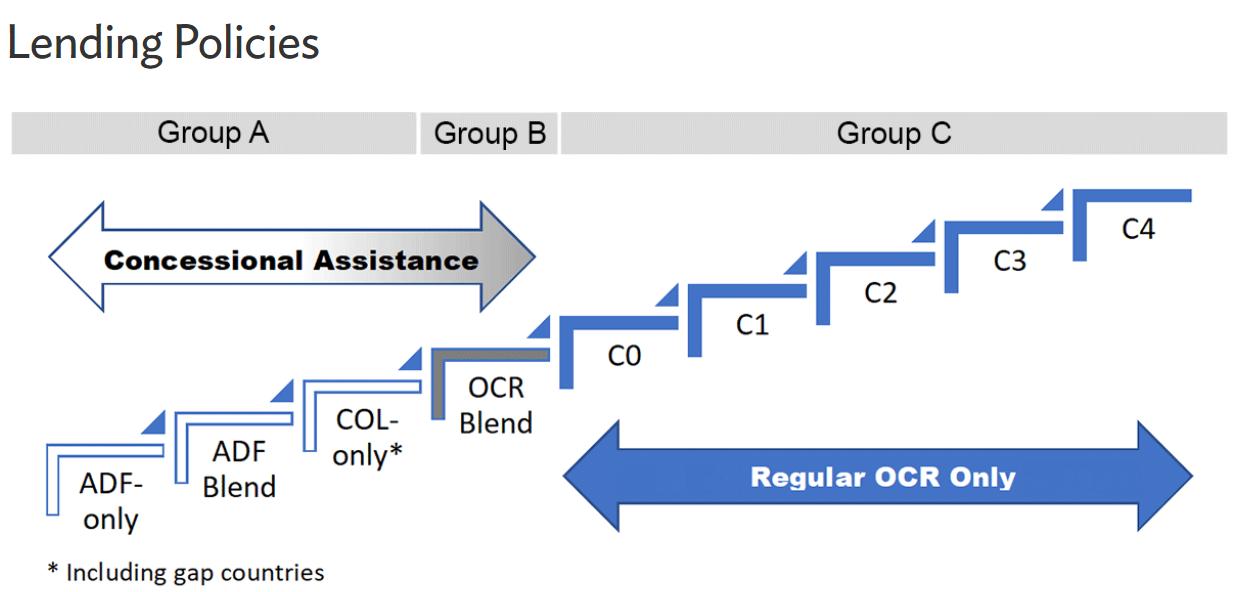 Lending Policies
Group A
Group B
Group C
Concessional Assistance
ADF-
only
ADF
Blend
COL-
only*
OCR
Blend
C0
C1
C2
C3
C4
Regular OCR Only
* Including gap countries